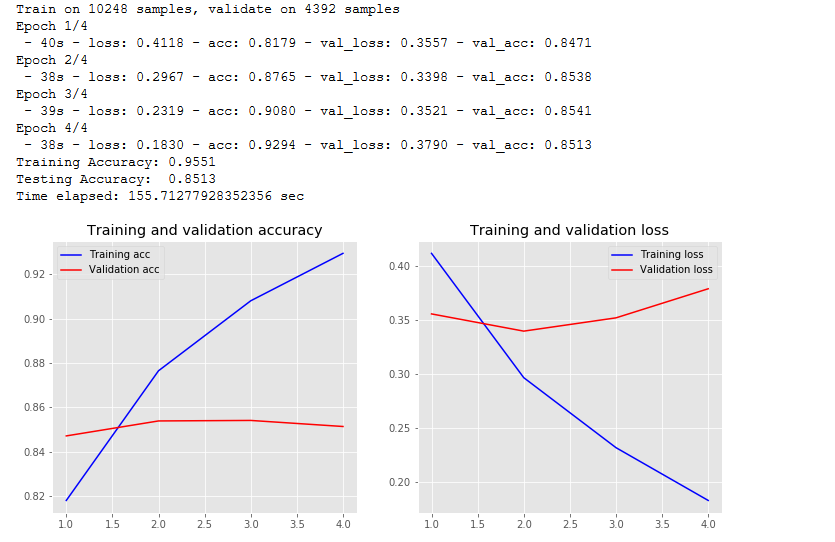 Train on 10248 samples, validate on 4392 samples
Epoch 1/4
 - 40s - loss: 0.4118 - acc: 0.8179 - val_loss: 0.3557 - val_acc: 0.8471
Epoch 2/4
 - 38s - loss: 0.2967 - acc: 0.8765 - val_loss: 0.3398 - val_acc: 0.8538
Epoch 3/4
 - 39s - loss: 0.2319 - acc: 0.9080 - val_loss: 0.3521 - val_acc: 0.8541
Epoch 4/4
 - 38s - loss: 0.1830 - acc: 0.9294 - val_loss: 0.3790 - val_acc: 0.8513
Training Accuracy: 0.9551
Testing Accuracy:  0.8513
Time elapsed: 155.71277928352356 sec
Training and validation accuracy
Training acc
Validation acc
0.92
0.90
0.88
0.86
0.84
0.82
1.0 1.5 2.0 2.5 3.0 3.5 4.0
Training and validation loss
Training loss
Validation loss
0.40
0.35
0.30
0.25
0.20
1.0 1.5 2.0 2.5 3.0 3.5 4.0